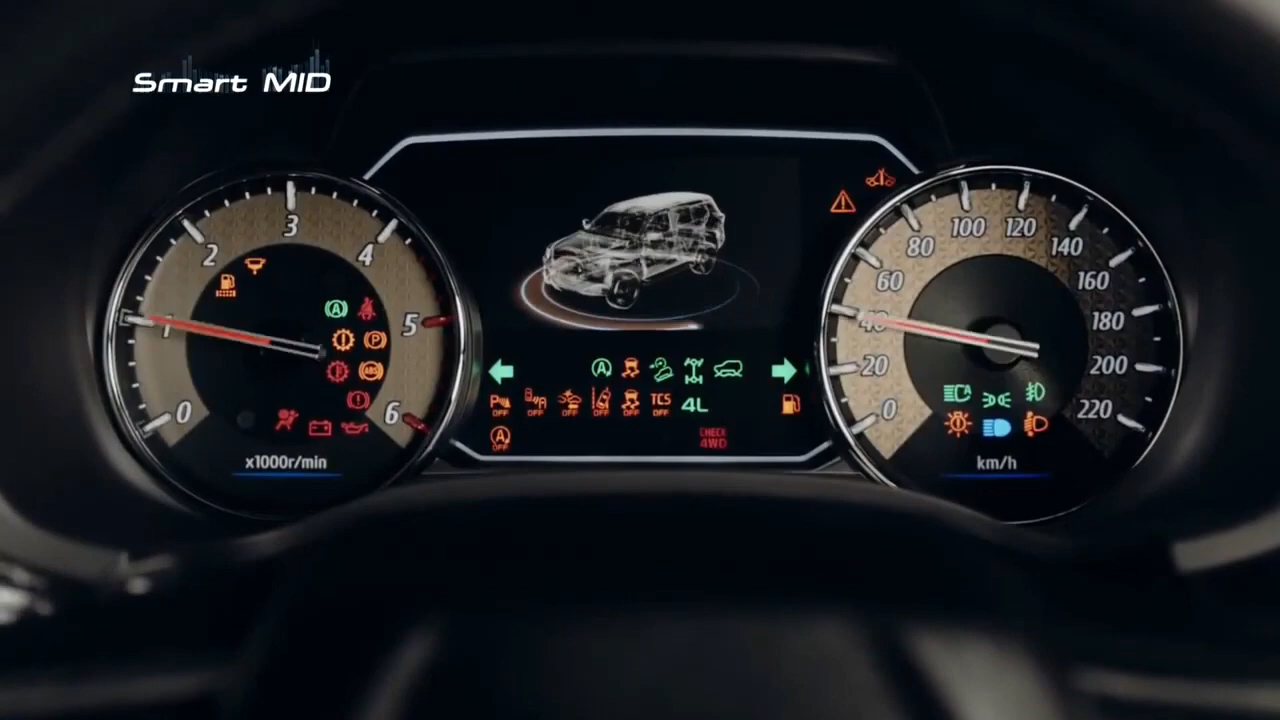 Smart MID
0
1
2
3
4
5
6
x1000r/min
A
P
ABS
A
OFF
OFF
OFF
OFF
OFF
TCS
OFF
4L
A
OFF
CHECK
4WD
0
20
40
60
80
100
120
140
160
180
200
220
A
km/h